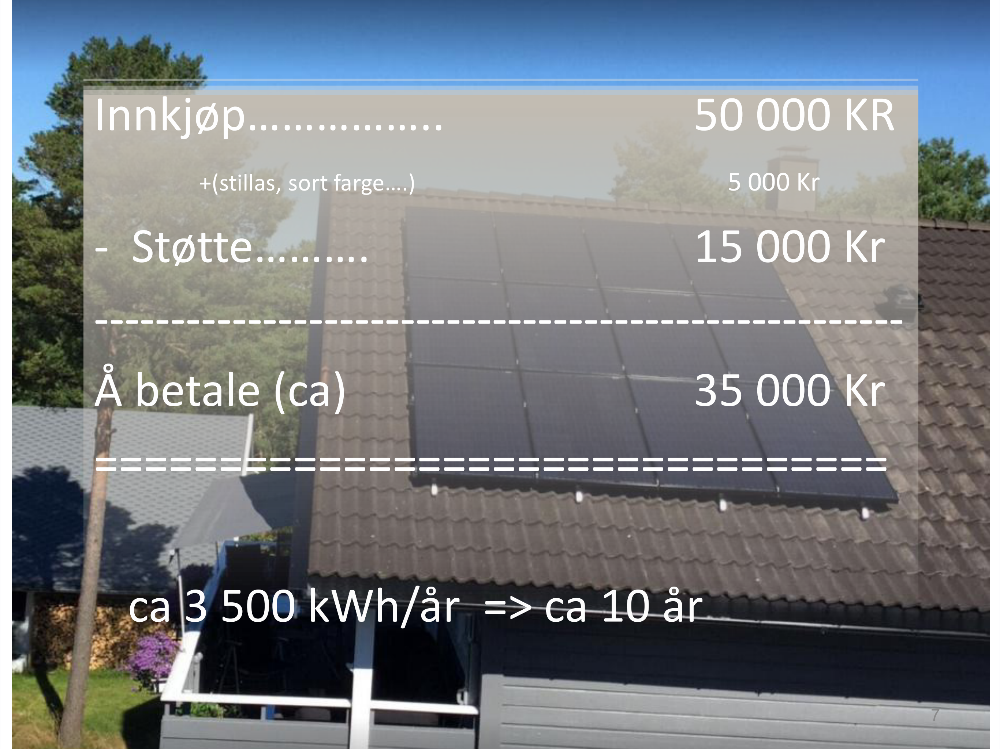 Innkjøp…………….. 50 000 KR
+(stillas, sort farge….) 5 000 Kr
- Støtte………. 15 000 Kr
-----------------------------------------------------
Å betale (ca) 35 000 Kr
================================
ca 3 500 kWh/år => ca 10 år
7